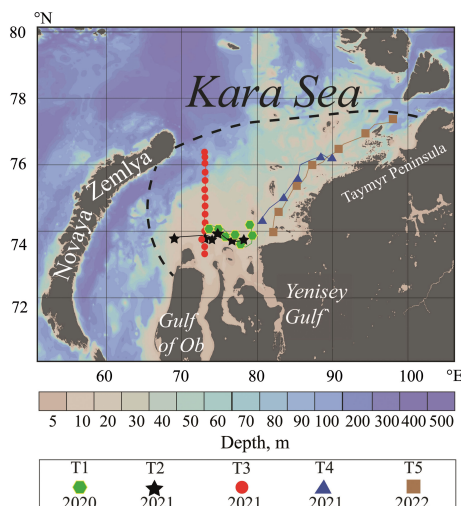 °N
80
78
76
74
72
Kara Sea
Novaya Zemlya
Taymyr Peninsula
Gulf
of Ob
Yenisey
Gulf
60 70 80 90 100 °E
5 10 20 30 40 50 60 70 80 90 100 200 300 400 500
Depth, m
T1 T2 T3 T4 T5
2020 2021 2021 2021 2022